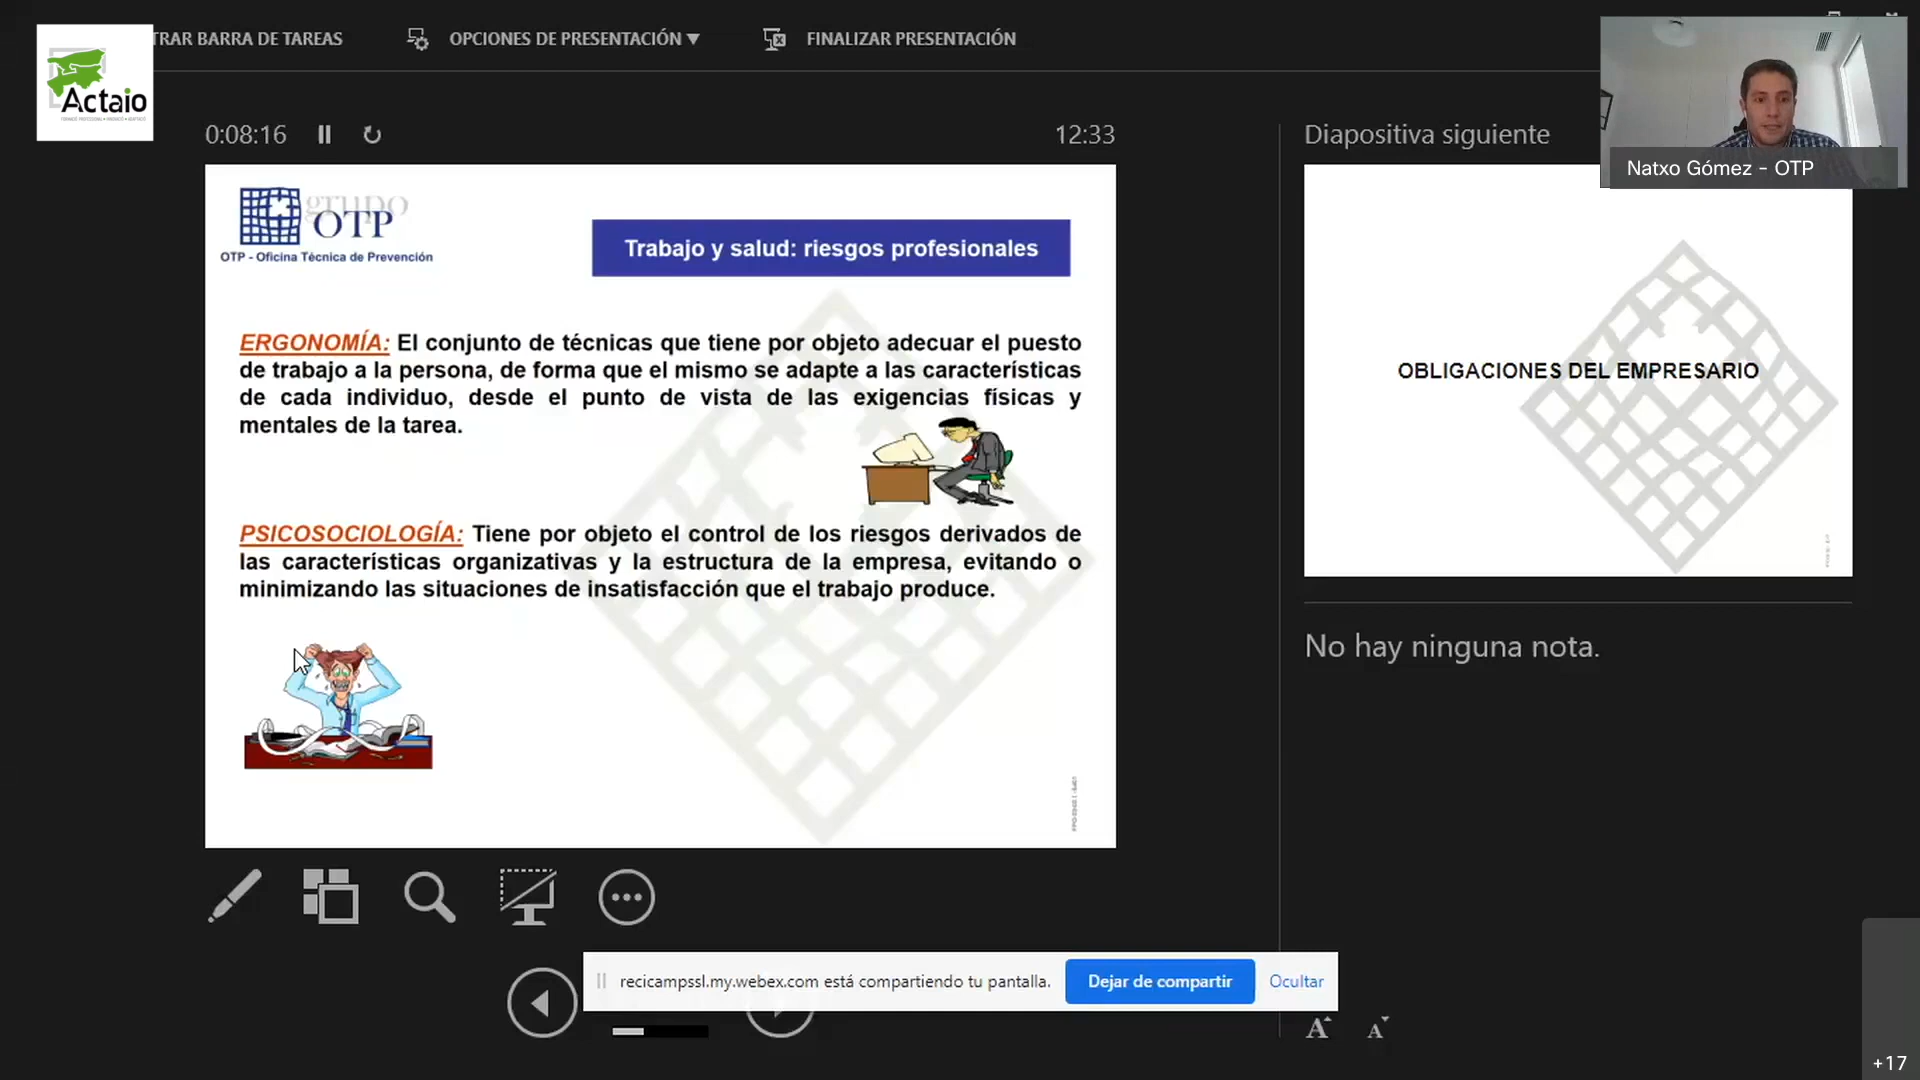 TRAR BARRA DE TAREAS
OPCIONES DE PRESENTACIÓN
FINALIZAR PRESENTACIÓN
Actaio
0:08:16
12:33
Diapositiva siguiente
Natxo Gómez - OTP
grupo
OTP
OTP - Oficina Técnica de Prevención
Trabajo y salud: riesgos profesionales
ERGONOMÍA: El conjunto de técnicas que tiene por objeto adecuar el puesto
de trabajo a la persona, de forma que el mismo se adapte a las características
de cada individuo, desde el punto de vista de las exigencias físicas y
mentales de la tarea.
PSICOSOCIOLOGÍA: Tiene por objeto el control de los riesgos derivados de
las características organizativas y la estructura de la empresa, evitando o
minimizando las situaciones de insatisfacción que el trabajo produce.
OBLIGACIONES DEL EMPRESARIO
No hay ninguna nota.
recicampssl.my.webex.com está compartiendo tu pantalla.
Dejar de compartir
Ocultar
A A
+17